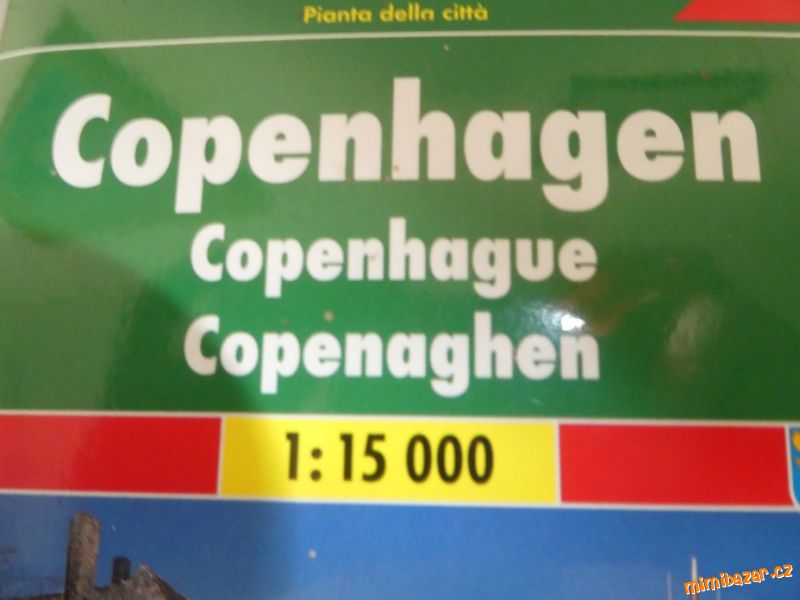 Pianta della città
Copenhagen
Copenhague
Copenaghen
1: 15 000
mimibazar.cz